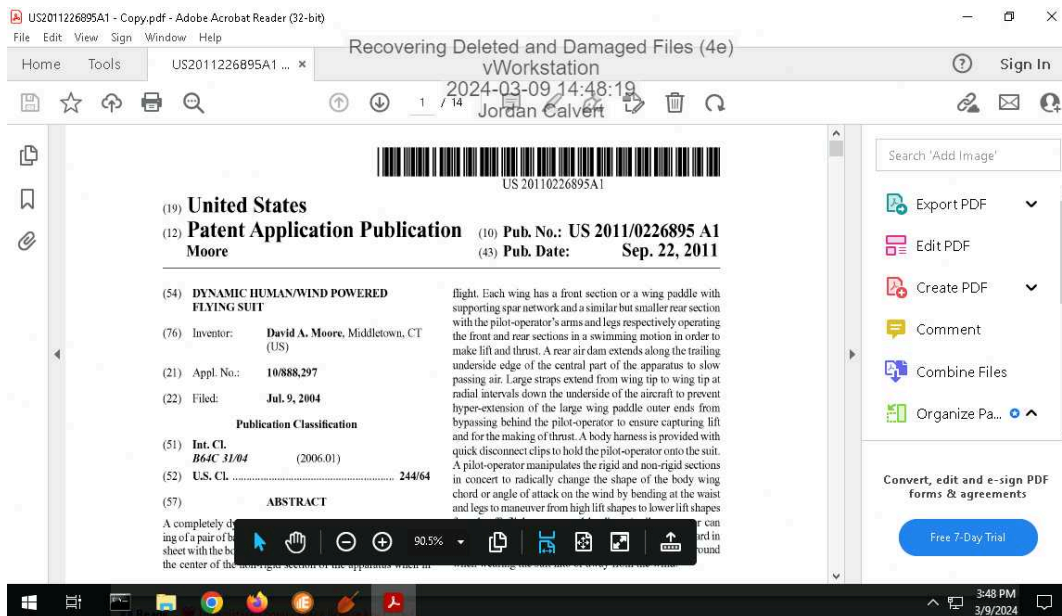 US2011226895A1 - Copy.pdf - Adobe Acrobat Reader (32-bit)
File Edit View Sign Window Help
Recovering Deleted and Damaged Files (4e)
vWorkstation
2024-03-09 14:48:19
Jordan Calvert
Home Tools US2011226895A1 ... ×
Sign In
1 / 14
US 20110226895A1
(19) United States
(12) Patent Application Publication
Moore
(10) Pub. No.: US 2011/0226895 A1
(43) Pub. Date: Sep. 22, 2011
(54) DYNAMIC HUMAN/WIND POWERED
FLYING SUIT
(76) Inventor: David A. Moore, Middletown, CT
(US)
(21) Appl. No.: 10/888,297
(22) Filed: Jul. 9, 2004
Publication Classification
(51) Int. Cl.
B64C 31/04 (2006.01)
(52) U.S. Cl. ........................................................ 244/64
(57) ABSTRACT
A completely
ing of a pair of
sheet with the
the center of the
flight. Each wing has a front section or a wing paddle with
supporting spar network and a similar but smaller rear section
with the pilot-operator's arms and legs respectively operating
the front and rear sections in a swimming motion in order to
make lift and thrust. A rear air dam extends along the trailing
underside edge of the central part of the apparatus to slow
passing air. Large straps extend from wing tip to wing tip at
radial intervals down the underside of the aircraft to prevent
hyper-extension of the large wing paddle outer ends from
bypassing behind the pilot-operator to ensure capturing lift
and for the making of thrust. A body harness is provided with
quick disconnect clips to hold the pilot-operator onto the suit.
A pilot-operator manipulates the rigid and non-rigid sections
in concert to radically change the shape of the body wing
chord or angle of attack on the wind by bending at the waist
and legs to maneuver from high lift shapes to lower lift shapes
can
90.5%
Search 'Add Image'
Export PDF
Edit PDF
Create PDF
Comment
Combine Files
Organize Pa...
Convert, edit and e-sign PDF
forms & agreements
Free 7-Day Trial
3:48 PM
3/9/2024